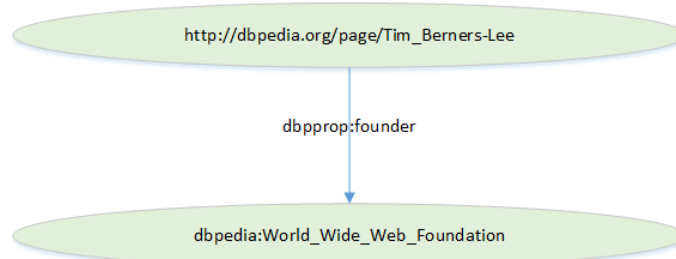 http://dbpedia.org/page/Tim_Berners-Lee
dbpprop:founder
dbpedia:World_Wide_Web_Foundation